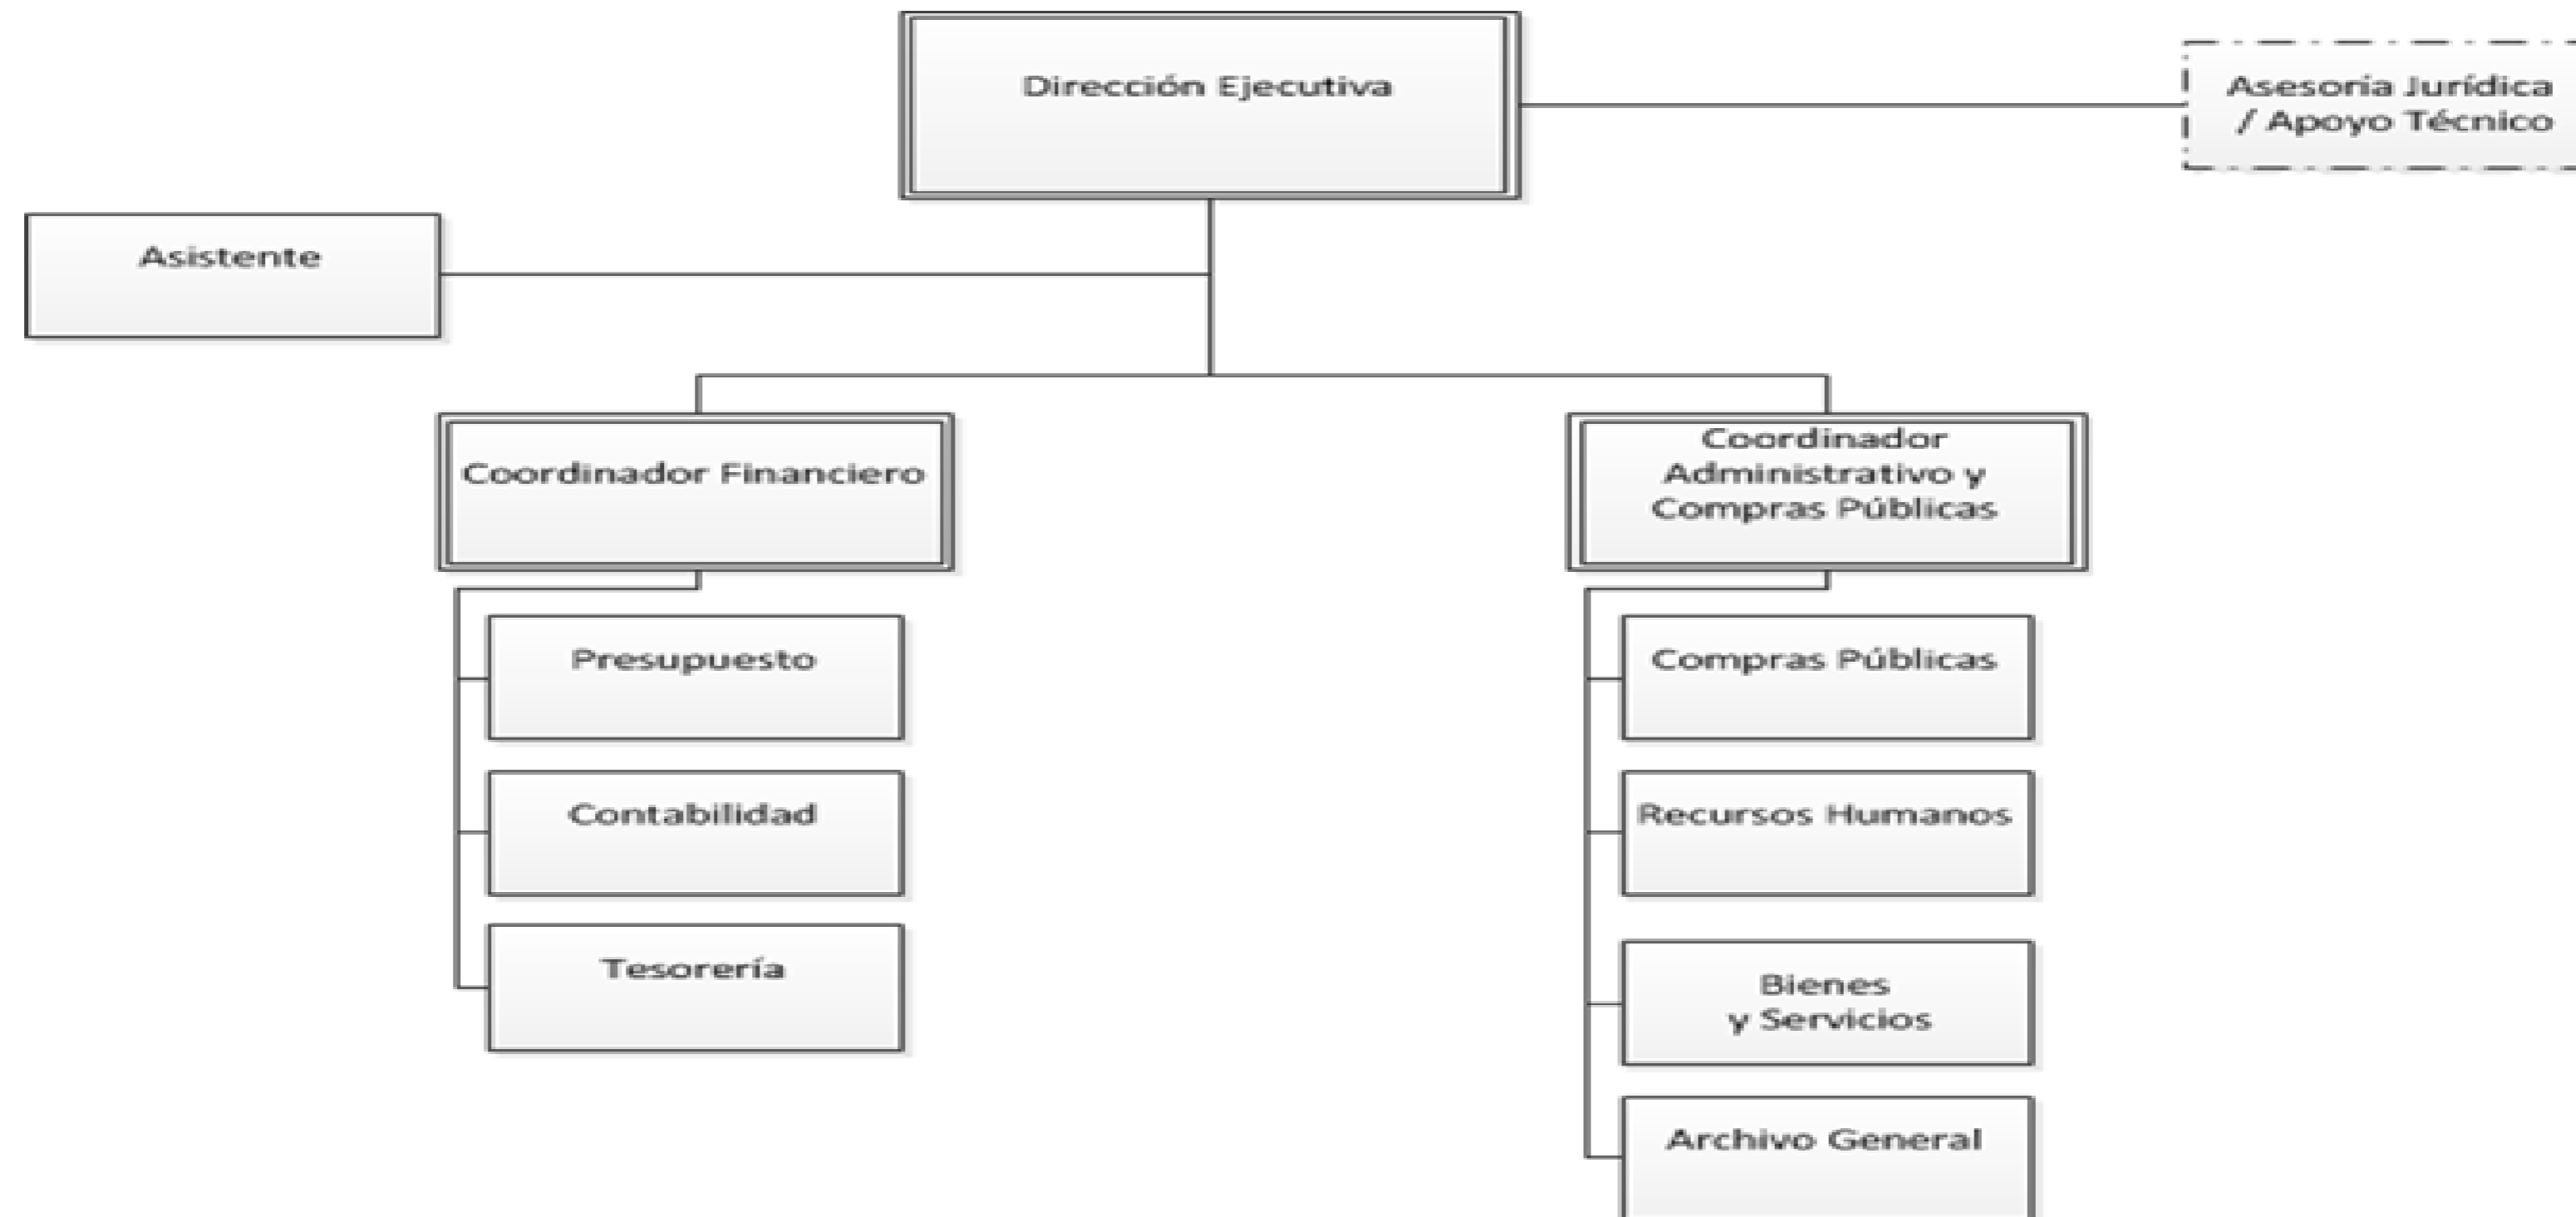 Dirección Ejecutiva
Asesoría Jurídica
/ Apoyo Técnico
Asistente
Coordinador Financiero
Coordinador
Administrativo y
Compras Públicas
Presupuesto
Compras Públicas
Contabilidad
Recursos Humanos
Tesorería
Bienes
y Servicios
Archivo General